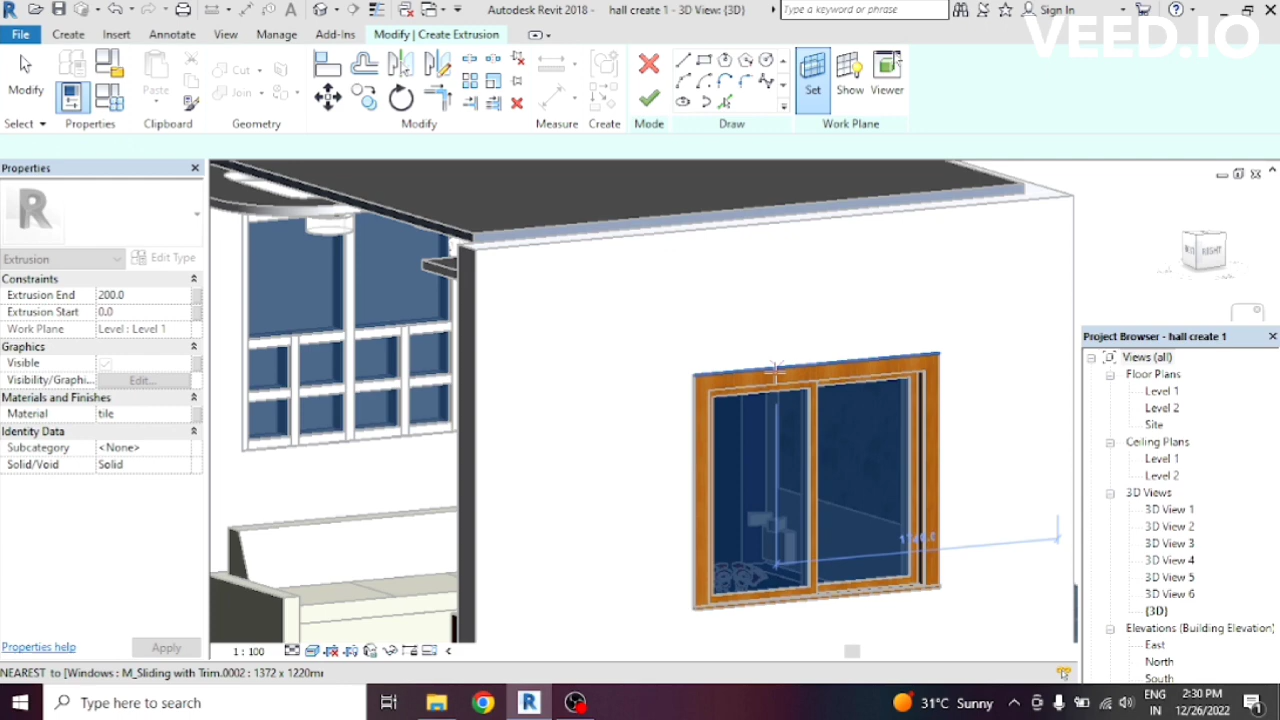 Autodesk Revit 2018 - hall create 1 - 3D View: {3D}
Type a keyword or phrase
Sign In
VEED.IO
File
Create
Insert
Annotate
View
Manage
Add-Ins
Modify | Create Extrusion
Modify
Paste
Cut
Join
Set
Show
Viewer
Select
Properties
Clipboard
Geometry
Modify
Measure
Create
Mode
Draw
Work Plane
Properties
Extrusion
Edit Type
Constraints
Extrusion End 200.0
Extrusion Start 0.0
Work Plane Level : Level 1
Graphics
Visible
Visibility/Graphi... Edit...
Materials and Finishes
Material tile
Identity Data
Subcategory <None>
Solid/Void Solid
Properties help
Apply
RIGHT
Project Browser - hall create 1
Views (all)
Floor Plans
Level 1
Level 2
Site
Ceiling Plans
Level 1
Level 2
3D Views
3D View 1
3D View 2
3D View 3
3D View 4
3D View 5
3D View 6
{3D}
Elevations (Building Elevation)
East
North
South
1 : 100
NEAREST to [Windows : M_Sliding with Trim.0002 : 1372 x 1220mm
Type here to search
31°C Sunny
ENG
IN
2:30 PM
12/26/2022